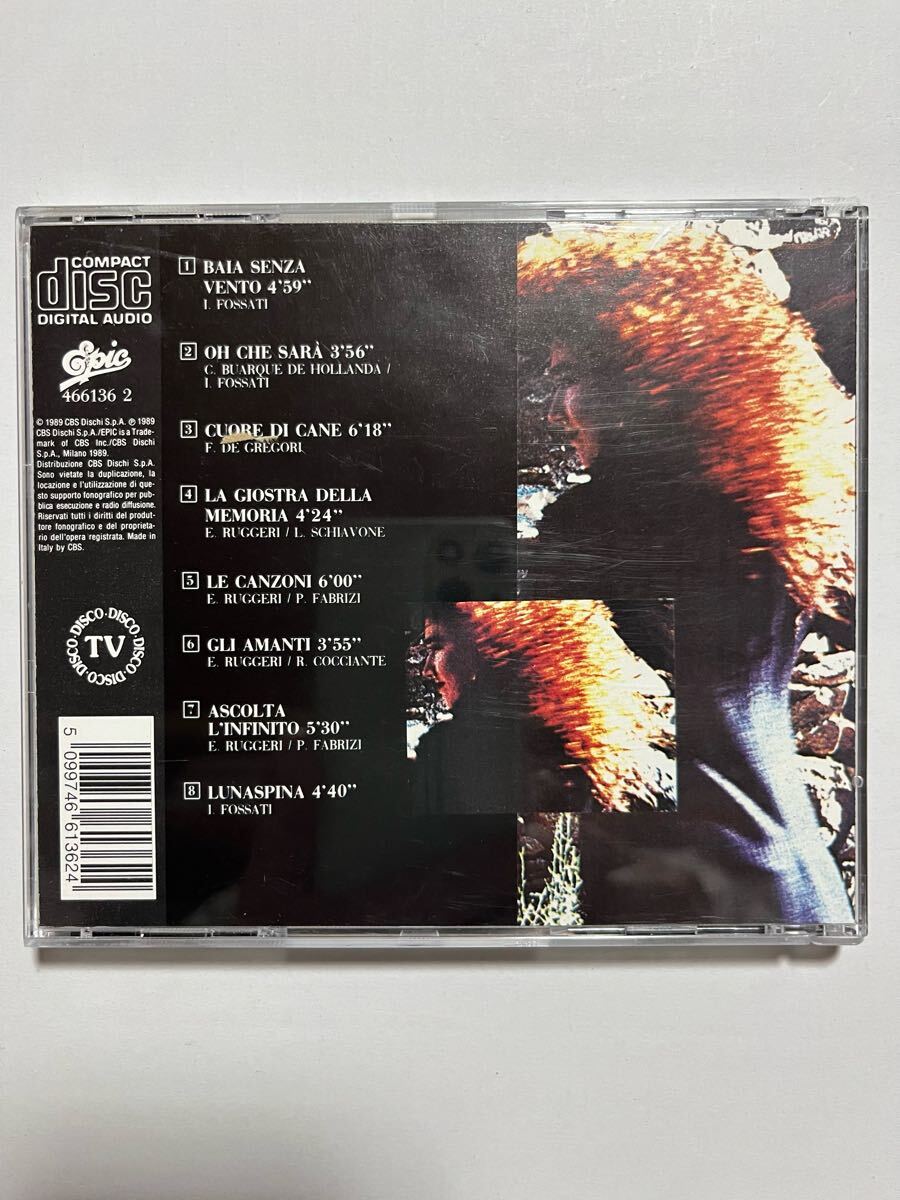 COMPACT
disc
DIGITAL AUDIO
Epic
466136 2
© 1989 CBS Dischi S.p.A. ℗ 1989
CBS Dischi S.p.A./EPIC is a Trade-
mark of CBS Inc./CBS Dischi
S.p.A., Milano 1989.
Distribuzione CBS Dischi S.p.A.
Sono vietate la duplicazione, la
locazione e l'utilizzazione di que-
sto supporto fonografico per pub-
blica esecuzione e radio diffusione.
Riservati tutti i diritti del produt-
tore fonografico e del proprieta-
rio dell'opera registrata. Made in
Italy by CBS.
DISCO·DISCO·DISCO·DISCO·
TV
5 099746 613624
1 BAIA SENZA
VENTO 4'59"
I. FOSSATI
2 OH CHE SARÀ 3'56"
C. BUARQUE DE HOLLANDA /
I. FOSSATI
3 CUORE DI CANE 6'18"
F. DE GREGORI
4 LA GIOSTRA DELLA
MEMORIA 4'24"
E. RUGGERI / L. SCHIAVONE
5 LE CANZONI 6'00"
E. RUGGERI / P. FABRIZI
6 GLI AMANTI 3'55"
E. RUGGERI / R. COCCIANTE
7 ASCOLTA
L'INFINITO 5'30"
E. RUGGERI / P. FABRIZI
8 LUNASPINA 4'40"
I. FOSSATI